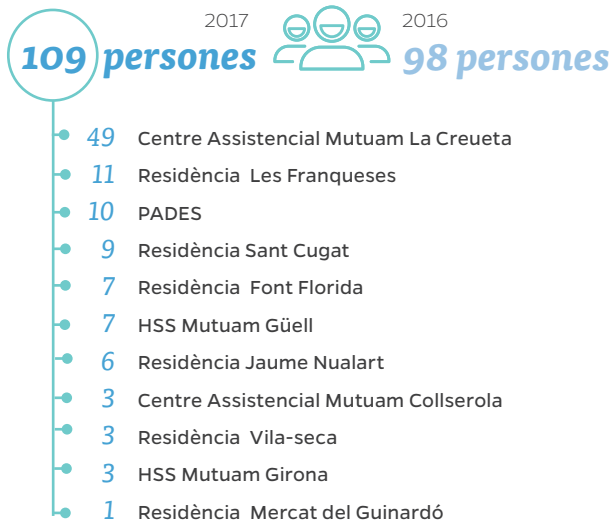 2017
109 persones
2016
98 persones
49 Centre Assistencial Mutuam La Creueta
11 Residència Les Franqueses
10 PADES
9 Residència Sant Cugat
7 Residència Font Florida
7 HSS Mutuam Güell
6 Residència Jaume Nualart
3 Centre Assistencial Mutuam Collserola
3 Residència Vila-seca
3 HSS Mutuam Girona
1 Residència Mercat del Guinardó